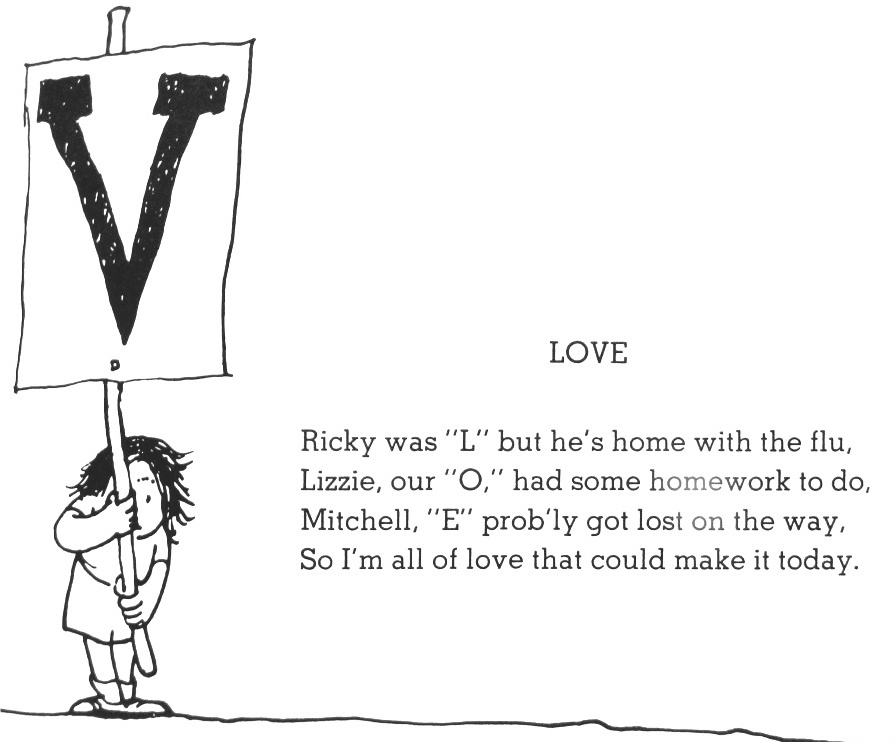 V
LOVE
Ricky was "L" but he's home with the flu,
Lizzie, our "O," had some homework to do,
Mitchell, "E" prob'ly got lost on the way,
So I'm all of love that could make it today.